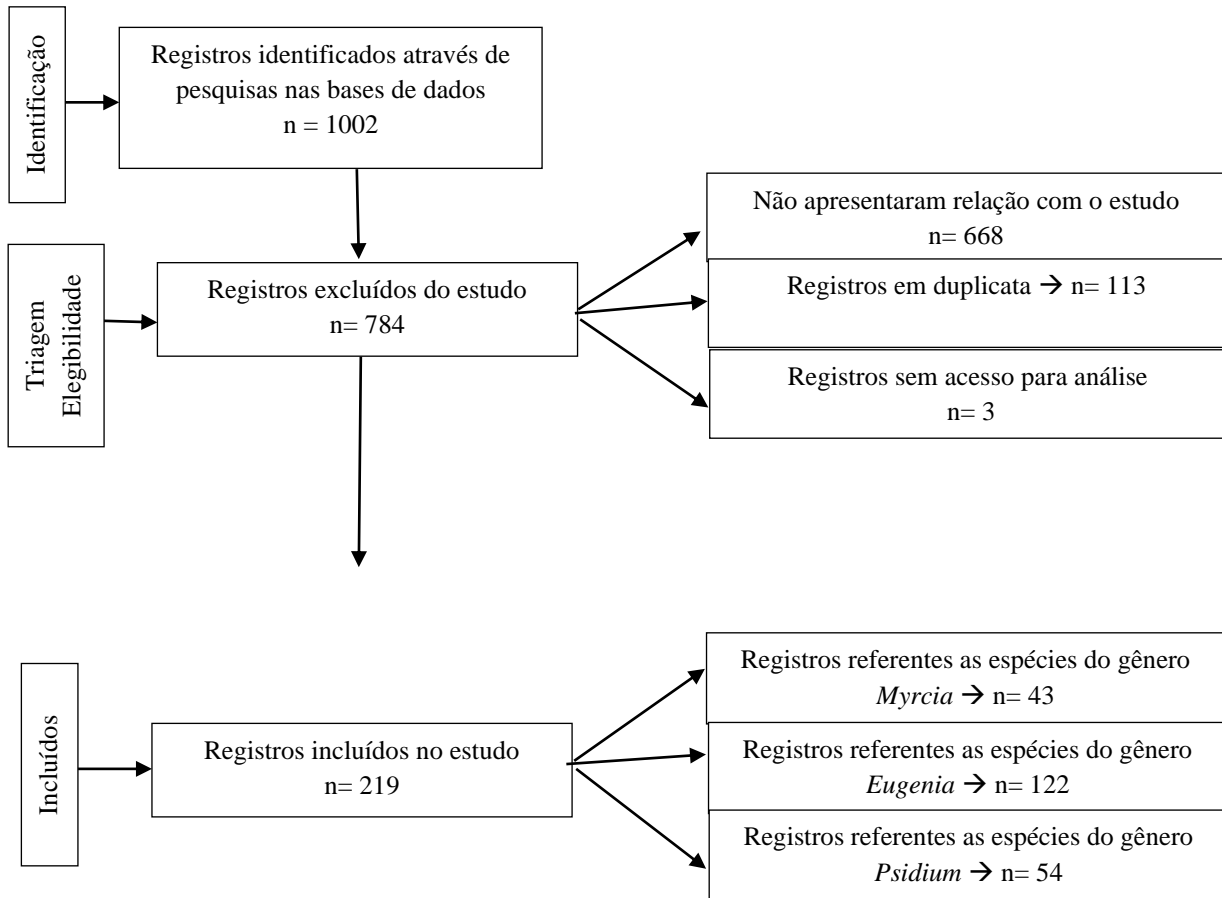 Identificação
Registros identificados através de
pesquisas nas bases de dados
n = 1002
Triagem
Elegibilidade
Registros excluídos do estudo
n= 784
Não apresentaram relação com o estudo
n= 668
Registros em duplicata → n= 113
Registros sem acesso para análise
n= 3
Incluídos
Registros incluídos no estudo
n= 219
Registros referentes as espécies do gênero
Myrcia → n= 43
Registros referentes as espécies do gênero
Eugenia → n= 122
Registros referentes as espécies do gênero
Psidium → n= 54